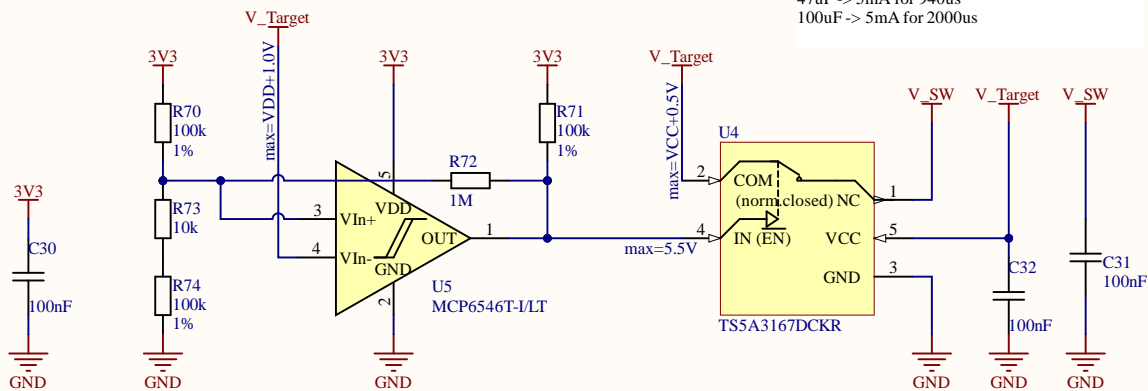 47uF -> 5mA for 940us
100uF -> 5mA for 2000us
V_Target
max=VDD+1.0V
3V3
R70
100k
1%
R73
10k
R74
100k
1%
GND
3V3
C30
100nF
GND
3V3
5
VDD
3
VIn+
4
VIn-
GND
OUT
1
2
U5
MCP6546T-I/LT
GND
R72
1M
3V3
R71
100k
1%
max=5.5V
V_Target
max=VCC+0.5V
U4
2
COM
(norm.closed)
NC
1
4
IN (EN)
VCC
5
GND
3
TS5A3167DCKR
V_SW
GND
V_Target
C32
100nF
GND
V_SW
C31
100nF
GND